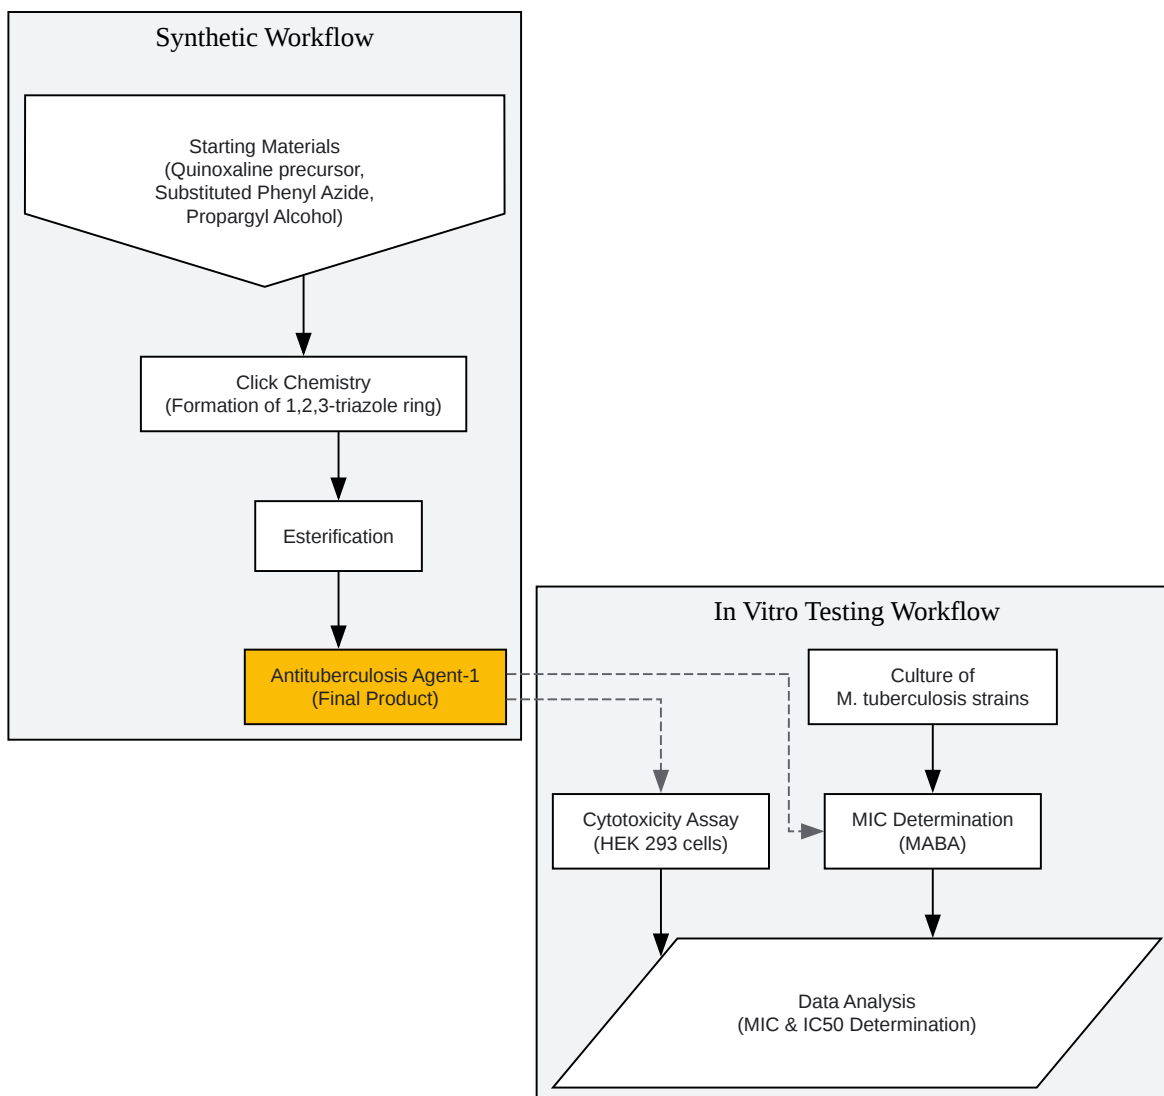 Synthetic Workflow
Starting Materials
(Quinoxaline precursor,
Substituted Phenyl Azide,
Propargyl Alcohol)
Click Chemistry
(Formation of 1,2,3-triazole ring)
Esterification
Antituberculosis Agent-1
(Final Product)
In Vitro Testing Workflow
Culture of
M. tuberculosis strains
Cytotoxicity Assay
(HEK 293 cells)
MIC Determination
(MABA)
Data Analysis
(MIC & IC50 Determination)